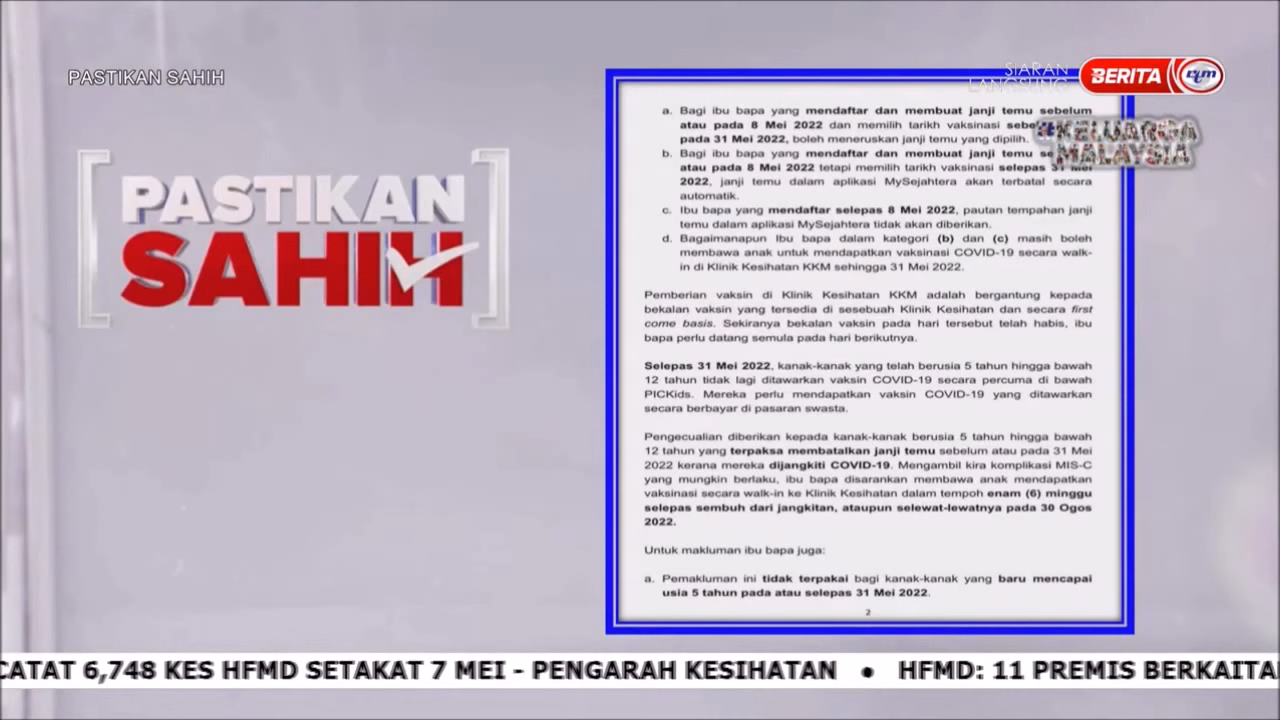 PASTIKAN SAHIH
SIARAN
LANGSUNG
BERITA rtm
#KELUARGA
MALAYSIA
PASTIKAN
SAHIH
a. Bagi ibu bapa yang mendaftar dan membuat janji temu sebelum
atau pada 8 Mei 2022 dan memilih tarikh vaksinasi
pada 31 Mei 2022, boleh meneruskan janji temu yang dipilih.
b. Bagi ibu bapa yang mendaftar dan membuat janji temu
atau pada 8 Mei 2022 tetapi memilih tarikh vaksinasi selepas 31 Mei
2022, janji temu dalam aplikasi MySejahtera akan terbatal secara
automatik.
c. Ibu bapa yang mendaftar selepas 8 Mei 2022, pautan tempahan janji
temu dalam aplikasi MySejahtera tidak akan diberikan.
d. Bagaimanapun Ibu bapa dalam kategori (b) dan (c) masih boleh
membawa anak untuk mendapatkan vaksinasi COVID-19 secara walk-
in di Klinik Kesihatan KKM sehingga 31 Mei 2022.
Pemberian vaksin di Klinik Kesihatan KKM adalah bergantung kepada
bekalan vaksin yang tersedia di sesebuah Klinik Kesihatan dan secara first
come basis. Sekiranya bekalan vaksin pada hari tersebut telah habis, ibu
bapa perlu datang semula pada hari berikutnya.
Selepas 31 Mei 2022, kanak-kanak yang telah berusia 5 tahun hingga bawah
12 tahun tidak lagi ditawarkan vaksin COVID-19 secara percuma di bawah
PICKids. Mereka perlu mendapatkan vaksin COVID-19 yang ditawarkan
secara berbayar di pasaran swasta.
Pengecualian diberikan kepada kanak-kanak berusia 5 tahun hingga bawah
12 tahun yang terpaksa membatalkan janji temu sebelum atau pada 31 Mei
2022 kerana mereka dijangkiti COVID-19. Mengambil kira komplikasi MIS-C
yang mungkin berlaku, ibu bapa disarankan membawa anak mendapatkan
vaksinasi secara walk-in ke Klinik Kesihatan dalam tempoh enam (6) minggu
selepas sembuh dari jangkitan, ataupun selewat-lewatnya pada 30 Ogos
2022.
Untuk makluman ibu bapa juga:
a. Pemakluman ini tidak terpakai bagi kanak-kanak yang baru mencapai
usia 5 tahun pada atau selepas 31 Mei 2022.
2
CATAT 6,748 KES HFMD SETAKAT 7 MEI - PENGARAH KESIHATAN • HFMD: 11 PREMIS BERKAITA